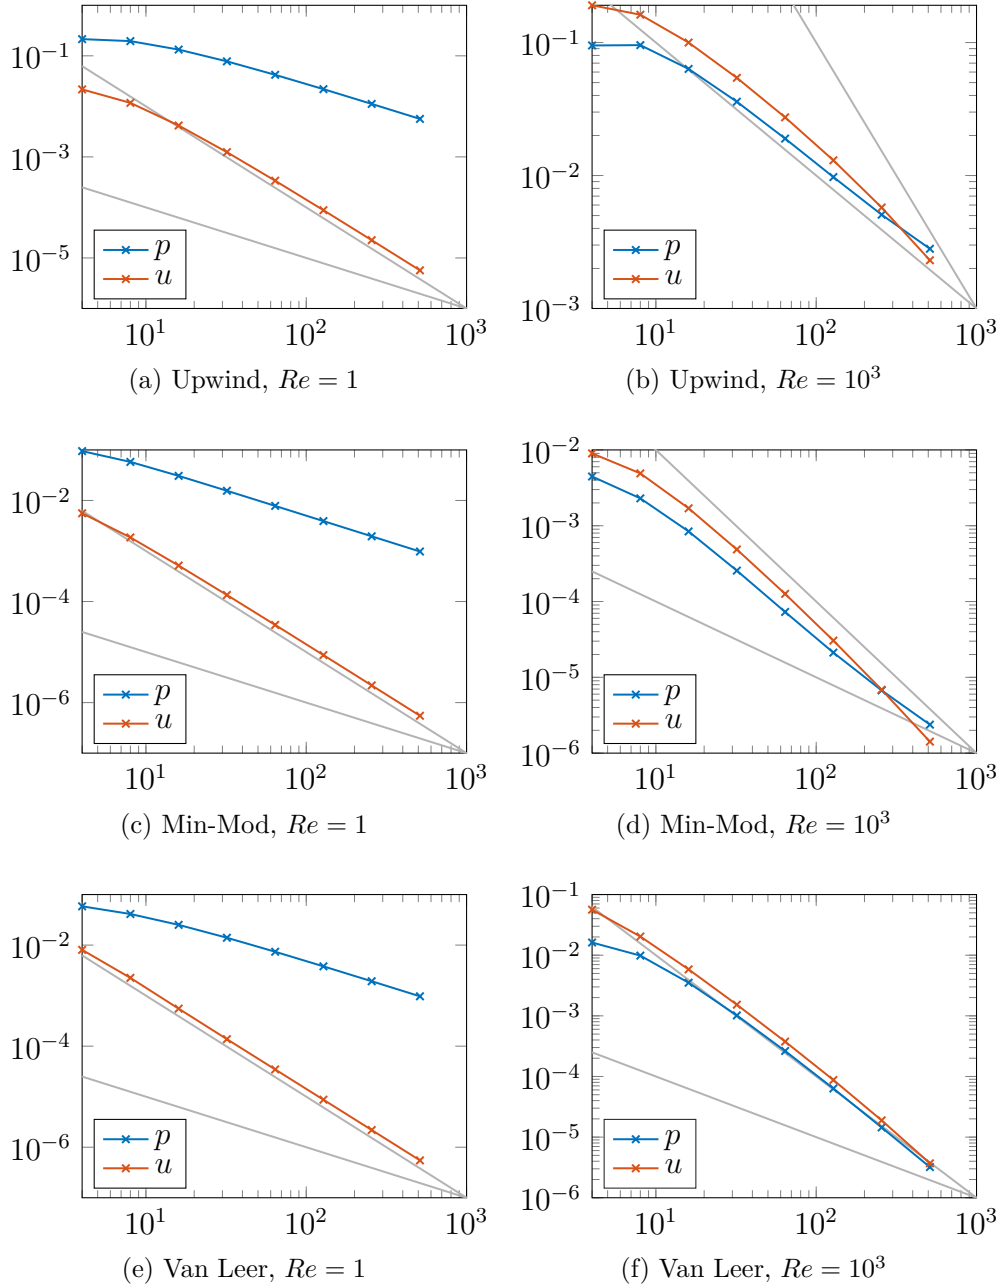 10^{-1}
10^{-3}
10^{-5}
10^1 10^2 10^3
p
u
(a) Upwind, Re = 1
10^{-1}
10^{-2}
10^{-3}
10^1 10^2 10^3
p
u
(b) Upwind, Re = 10^3
10^{-2}
10^{-4}
10^{-6}
10^1 10^2 10^3
p
u
(c) Min-Mod, Re = 1
10^{-2}
10^{-3}
10^{-4}
10^{-5}
10^{-6}
10^1 10^2 10^3
p
u
(d) Min-Mod, Re = 10^3
10^{-2}
10^{-4}
10^{-6}
10^1 10^2 10^3
p
u
(e) Van Leer, Re = 1
10^{-1}
10^{-2}
10^{-3}
10^{-4}
10^{-5}
10^{-6}
10^1 10^2 10^3
p
u
(f) Van Leer, Re = 10^3